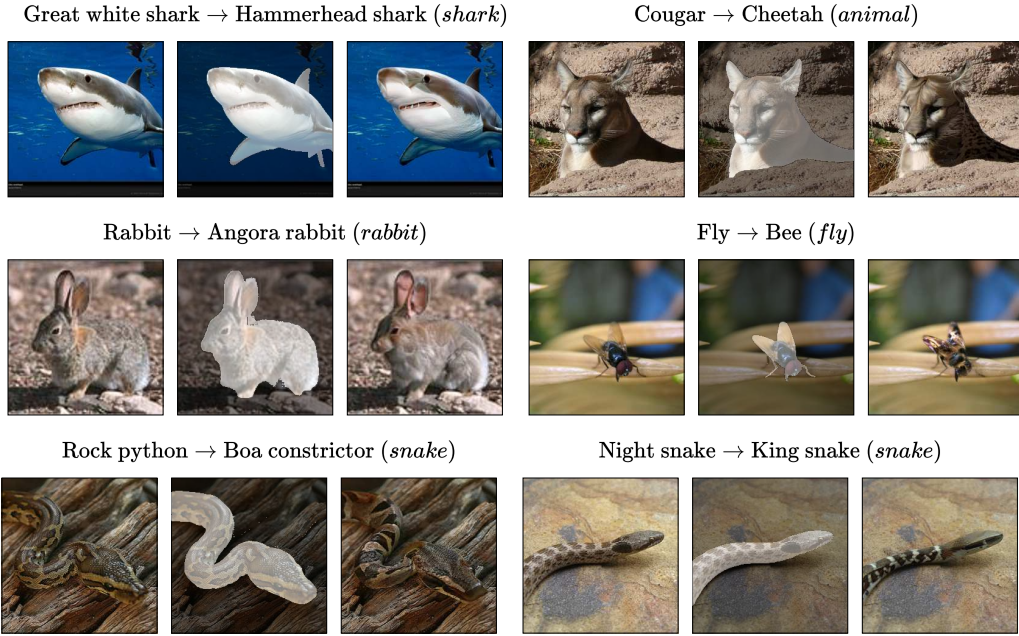 Great white shark → Hammerhead shark (shark)
Cougar → Cheetah (animal)
Rabbit → Angora rabbit (rabbit)
Fly → Bee (fly)
Rock python → Boa constrictor (snake)
Night snake → King snake (snake)